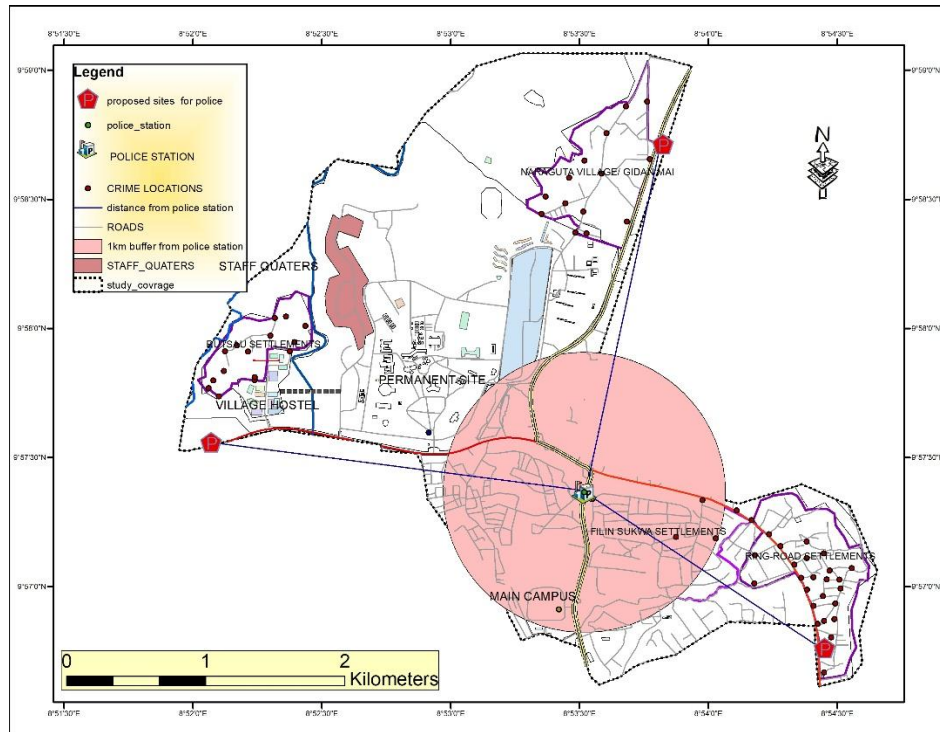 8°51'30"E 8°52'0"E 8°52'30"E 8°53'0"E 8°53'30"E 8°54'0"E 8°54'30"E
9°59'0"N 9°59'0"N
Legend
P proposed sites for police
police_station
P POLICE STATION
CRIME LOCATIONS
distance from police station
ROADS
1km buffer from police station
STAFF_QUATERS
study_covrage
N
P
NARAGUTA VILLAGE/ GIDAN MAI
9°58'30"N 9°58'30"N
STAFF QUATERS
9°58'0"N 9°58'0"N
SETTLEMENTS
PERMANENT SITE
VILLAGE HOSTEL
P
9°57'30"N 9°57'30"N
P
FILIN SUKWA SETTLEMENTS
RING-ROAD SETTLEMENTS
9°57'0"N 9°57'0"N
MAIN CAMPUS
P
0 1 2
Kilometers
8°51'30"E 8°52'0"E 8°52'30"E 8°53'0"E 8°53'30"E 8°54'0"E 8°54'30"E